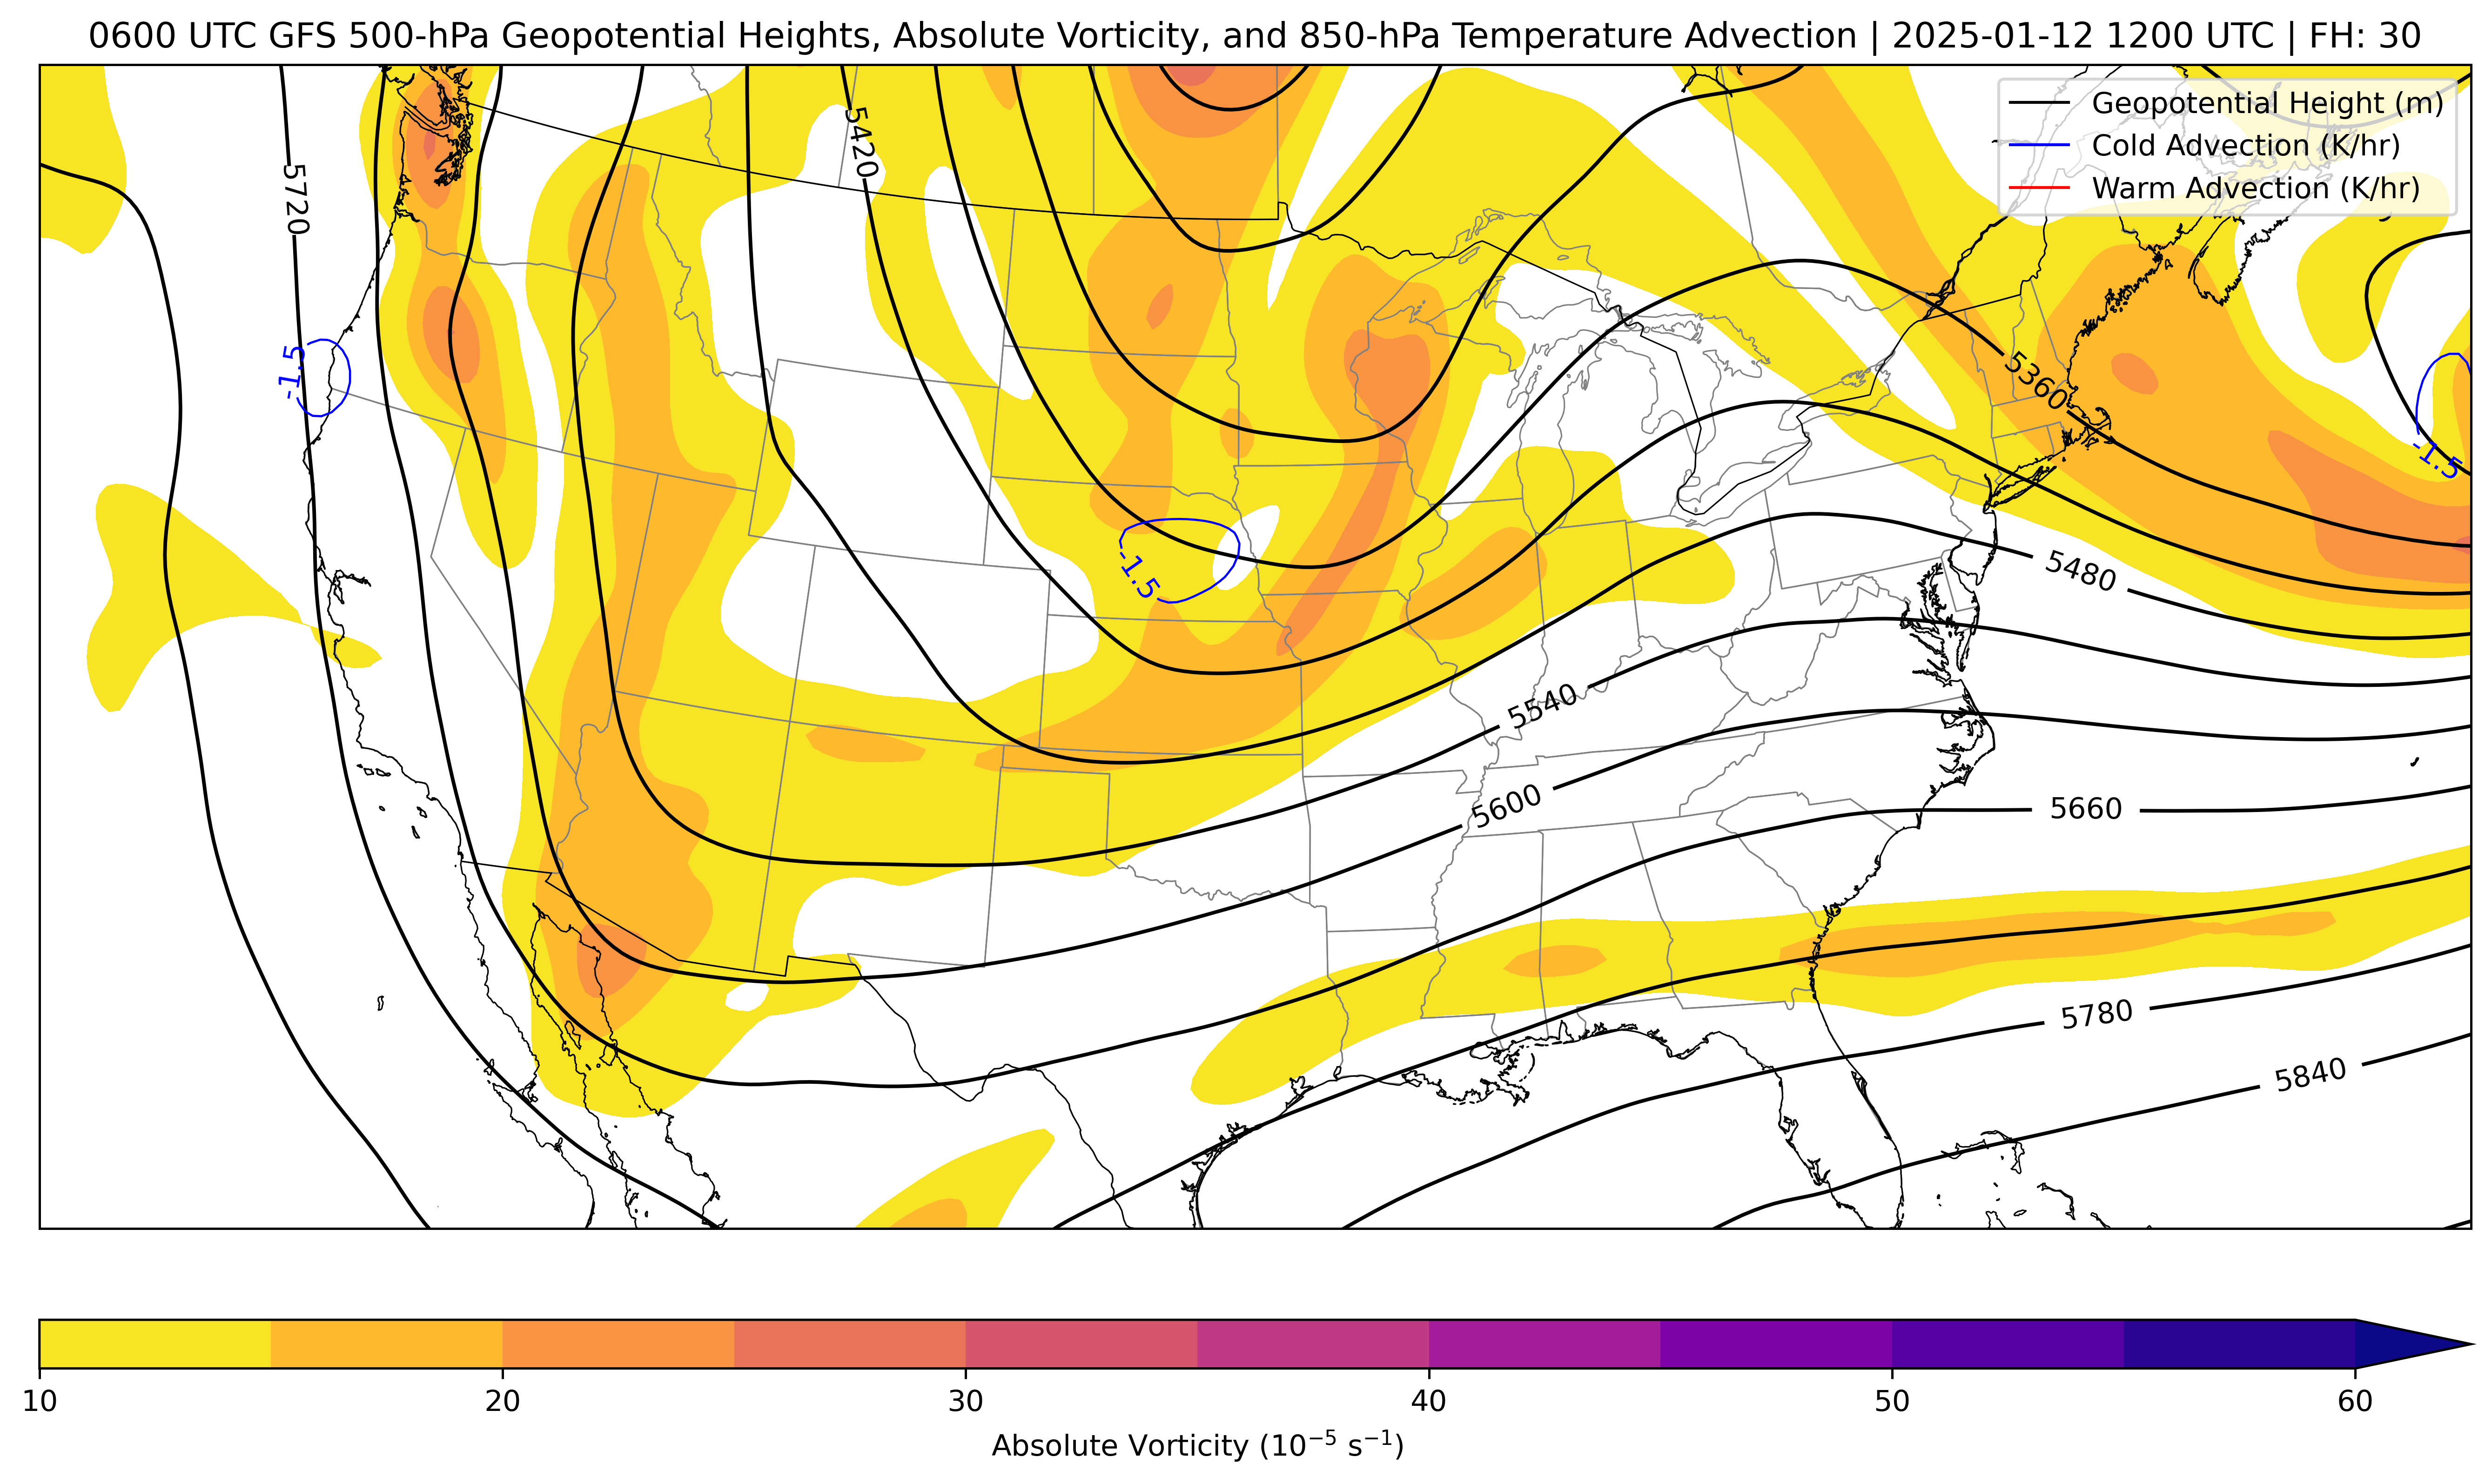 0600 UTC GFS 500-hPa Geopotential Heights, Absolute Vorticity, and 850-hPa Temperature Advection | 2025-01-12 1200 UTC | FH: 30
Geopotential Height (m)
Cold Advection (K/hr)
Warm Advection (K/hr)
5420
5720
-1.5
5360
-1.5
-1.5
5480
5540
5600
5660
5780
5840
10 20 30 40 50 60
Absolute Vorticity (10⁻⁵ s⁻¹)